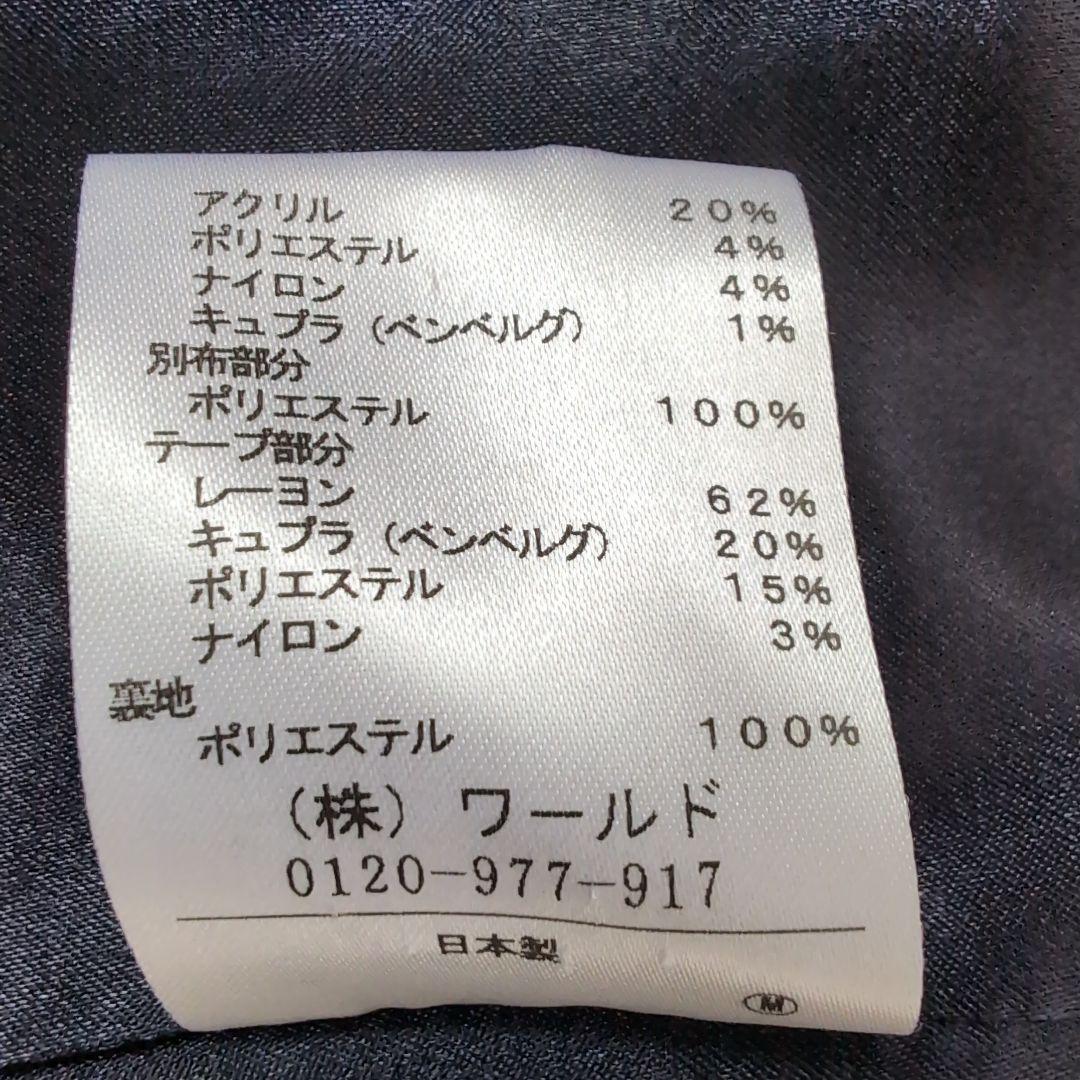 アクリル 20%
ポリエステル 4%
ナイロン 4%
キュプラ（ベンベルグ） 1%
別布部分
ポリエステル 100%
テープ部分
レーヨン 62%
キュプラ（ベンベルグ） 20%
ポリエステル 15%
ナイロン 3%
裏地
ポリエステル 100%
（株）ワールド
0120-977-917
日本製
M